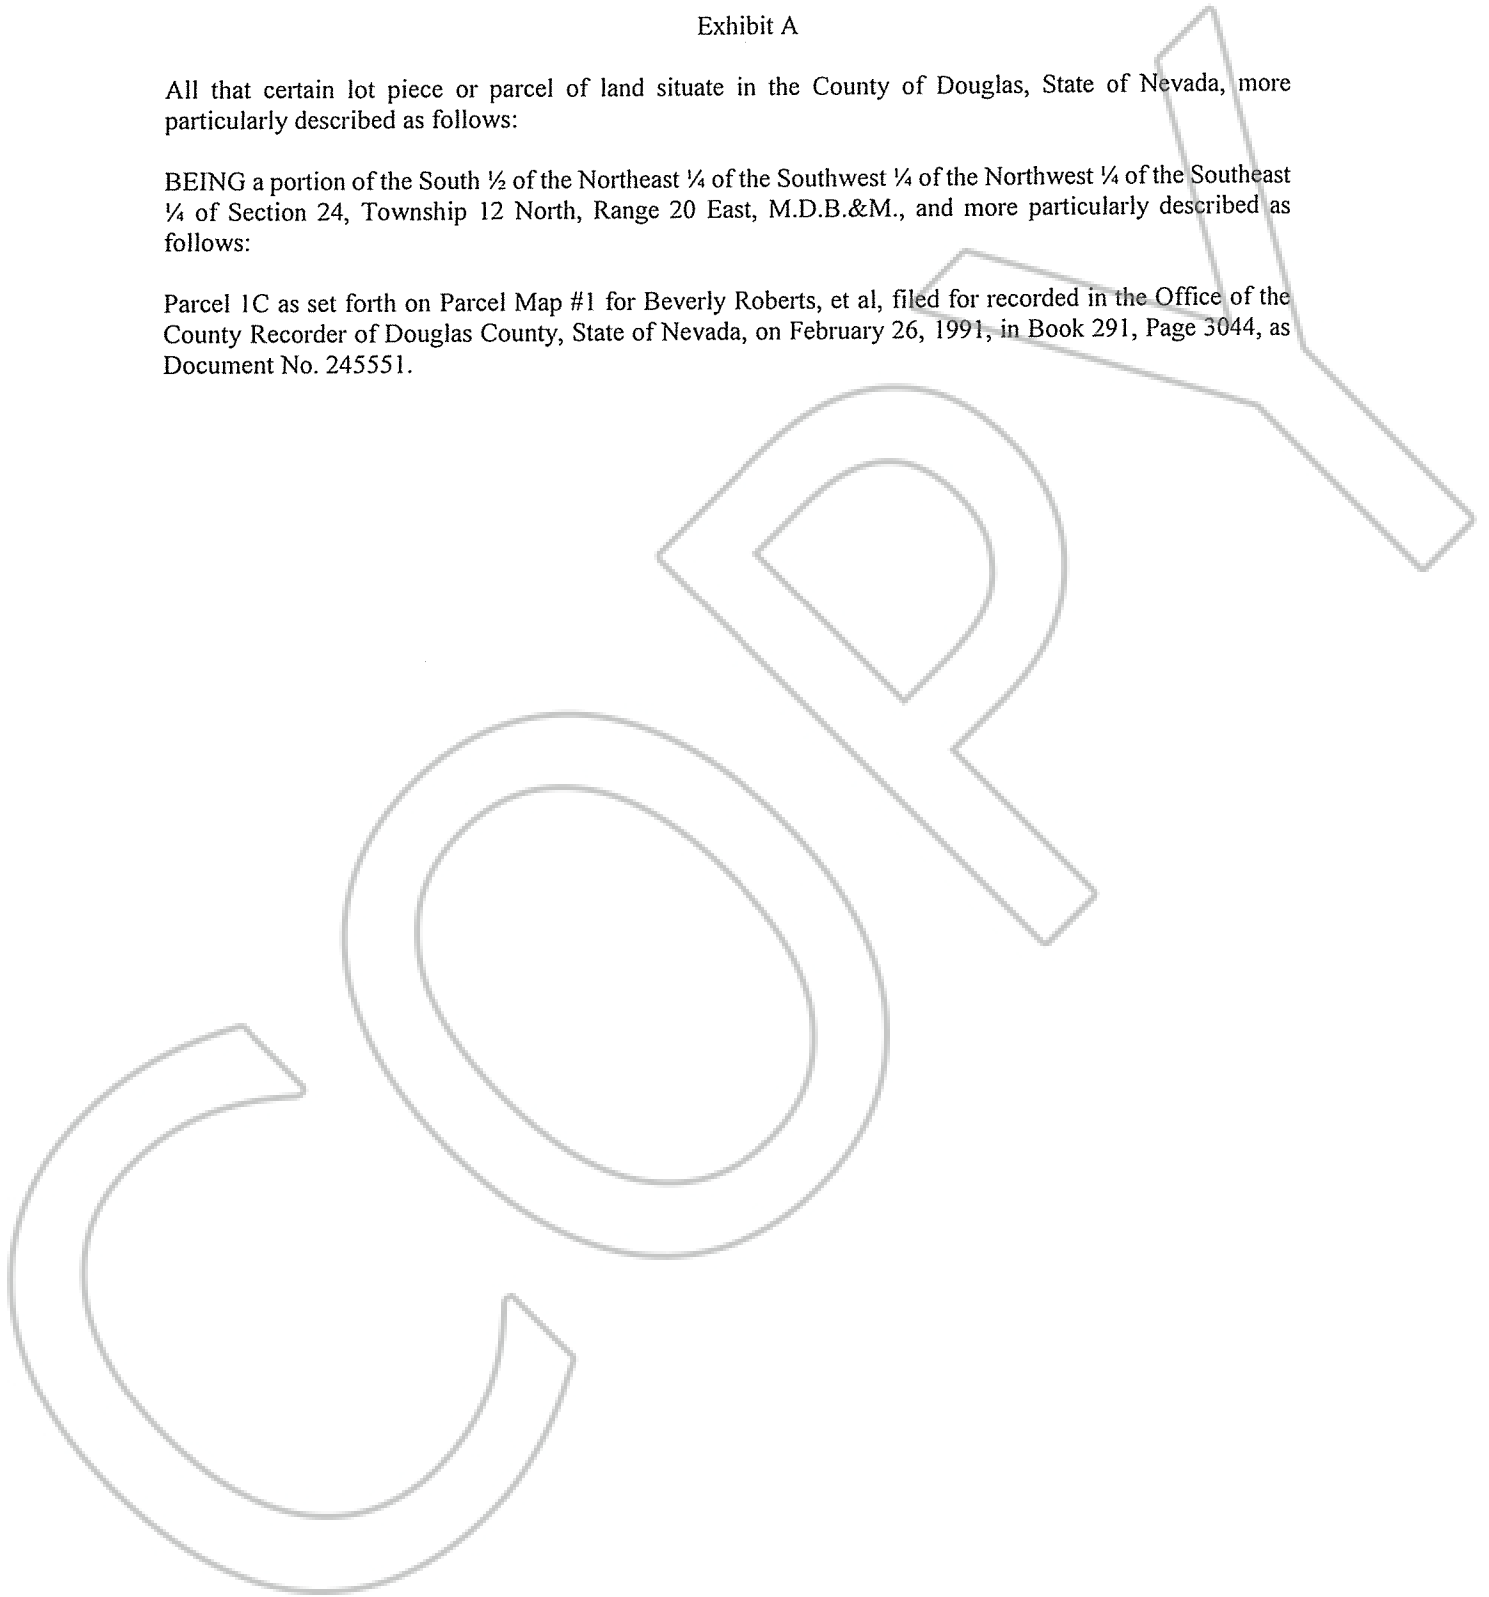 Exhibit A
All that certain lot piece or parcel of land situate in the County of Douglas, State of Nevada, more
particularly described as follows:
BEING a portion of the South ½ of the Northeast ¼ of the Southwest ¼ of the Northwest ¼ of the Southeast
¼ of Section 24, Township 12 North, Range 20 East, M.D.B.&M., and more particularly described as
follows:
Parcel 1C as set forth on Parcel Map #1 for Beverly Roberts, et al, filed for recorded in the Office of the
County Recorder of Douglas County, State of Nevada, on February 26, 1991, in Book 291, Page 3044, as
Document No. 245551.
COPY